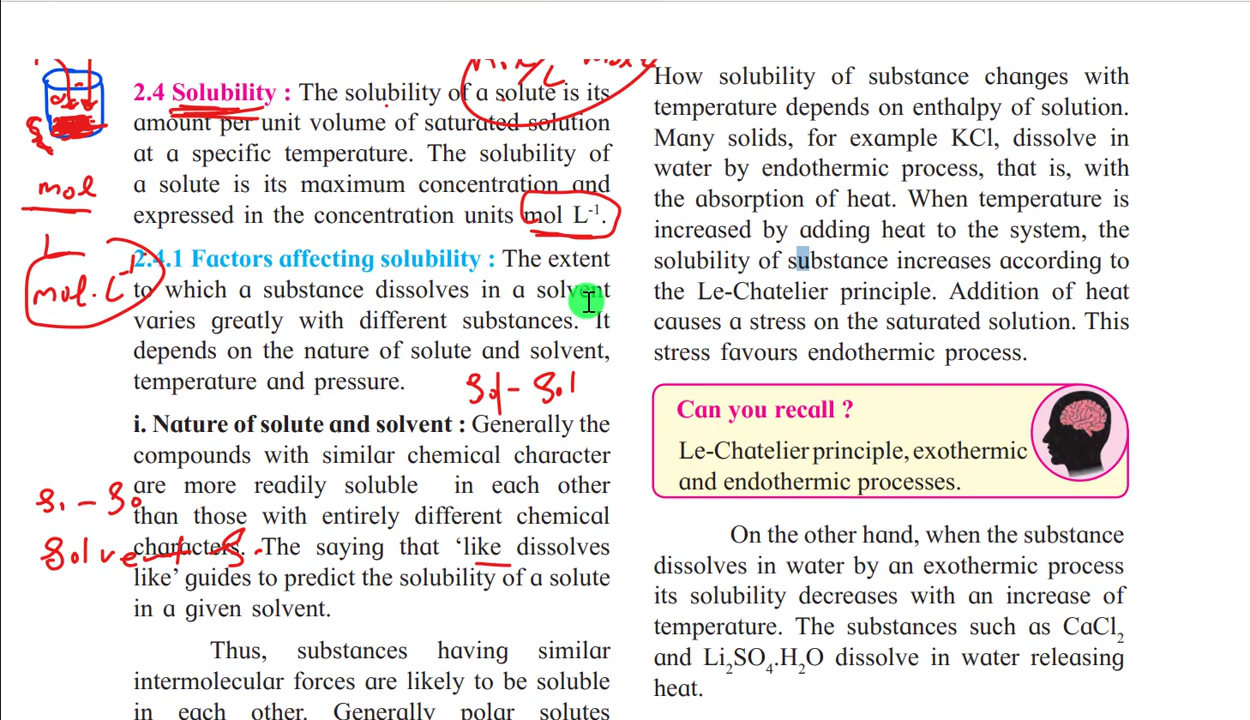 2.4 Solubility : The solubility of a solute is its
amount per unit volume of saturated solution
at a specific temperature. The solubility of
a solute is its maximum concentration and
expressed in the concentration units mol L⁻¹.
mol
L
mol. L⁻¹
2.4.1 Factors affecting solubility : The extent
to which a substance dissolves in a solvent
varies greatly with different substances. It
depends on the nature of solute and solvent,
temperature and pressure.
Sol - Sol
i. Nature of solute and solvent : Generally the
compounds with similar chemical character
are more readily soluble in each other
than those with entirely different chemical
characters. The saying that ‘like dissolves
like’ guides to predict the solubility of a solute
in a given solvent.
Solvent
Thus, substances having similar
intermolecular forces are likely to be soluble
in each other. Generally polar solutes
How solubility of substance changes with
temperature depends on enthalpy of solution.
Many solids, for example KCl, dissolve in
water by endothermic process, that is, with
the absorption of heat. When temperature is
increased by adding heat to the system, the
solubility of substance increases according to
the Le-Chatelier principle. Addition of heat
causes a stress on the saturated solution. This
stress favours endothermic process.
Can you recall ?
Le-Chatelier principle, exothermic
and endothermic processes.
On the other hand, when the substance
dissolves in water by an exothermic process
its solubility decreases with an increase of
temperature. The substances such as CaCl₂
and Li₂SO₄.H₂O dissolve in water releasing
heat.